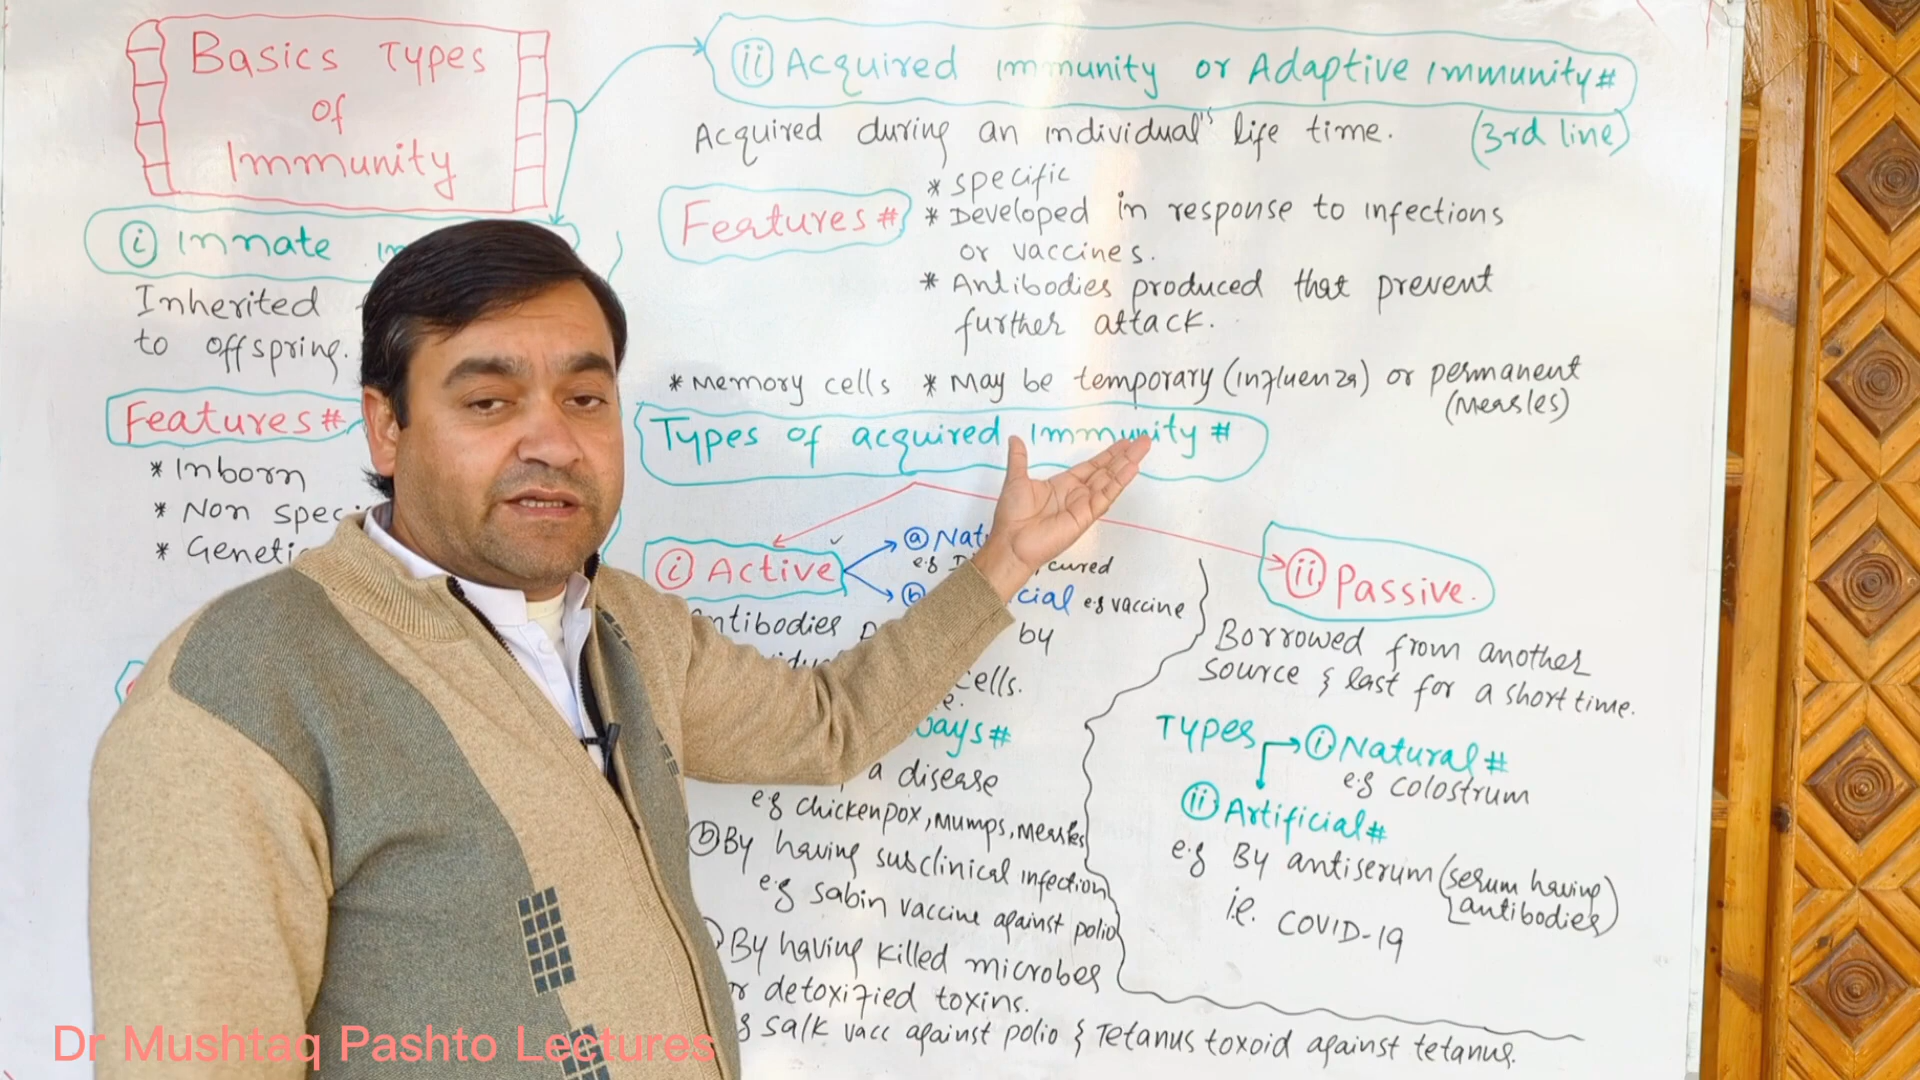 Basics Types
of
Immunity
(i) Innate
Inherited
to offspring.
Features #
* Inborn
* Non
* Genetic
(ii) Acquired immunity or Adaptive immunity #
Acquired during an individual's life time. (3rd line)
Features #
* specific
* Developed in response to infections
or vaccines.
* Antibodies produced that prevent
further attack.
* Memory cells * May be temporary (influenza) or permanent
(Measles)
Types of acquired immunity #
(i) Active
(a)
e.g cured
(b) e.g vaccine
by
cells.
#
a disease
e.g chickenpox, Mumps, Measles
(b) By having subclinical infection
e.g sabin vaccine against polio
By having killed microbes
or detoxified toxins.
salk vacc against polio & Tetanus toxoid against tetanus.
(ii) Passive.
Borrowed from another
source & last for a short time.
Types (i) Natural #
e.g colostrum
(ii) Artificial #
e.g By antiserum (serum having
antibodies)
i.e. COVID-19
Dr Mushtaq Pashto Lectures